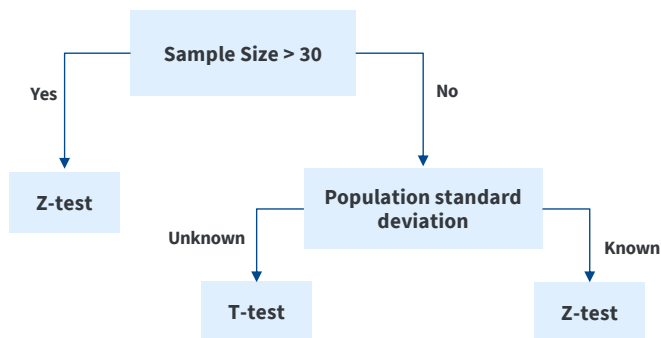 Sample Size > 30
Yes
No
Z-test
Population standard
deviation
Unknown
Known
T-test
Z-test